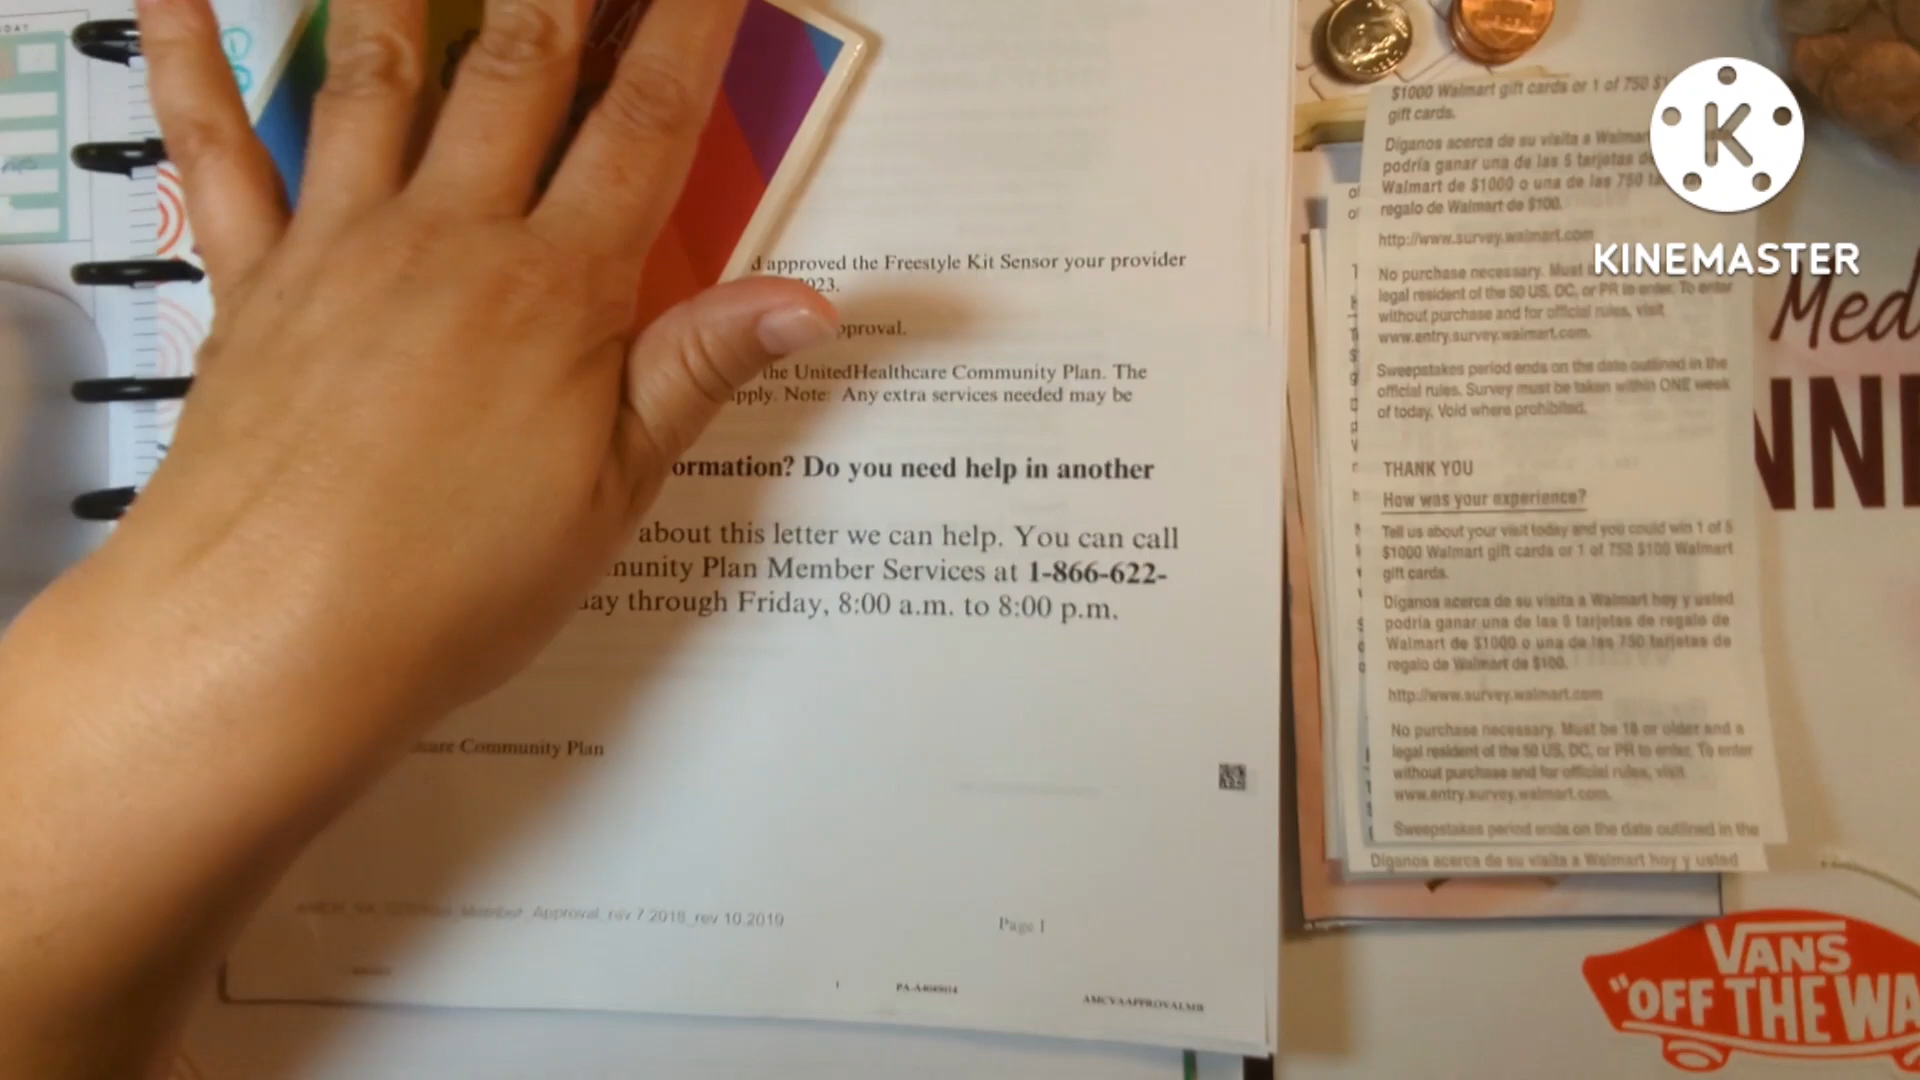 approved the Freestyle Kit Sensor your provider
the UnitedHealthcare Community Plan. The
Note: Any extra services needed may be
Do you need help in another
about this letter we can help. You can call
Plan Member Services at 1-866-622-
through Friday, 8:00 a.m. to 8:00 p.m.
Community Plan
Approval_rev 7.2018_rev 10.2019
Page 1
$1000 Walmart gift cards or 1 of 750
gift cards.
Díganos acerca de su visita a
podría ganar una de las 5 tarjetas
Walmart de $1000 o una de las 750
regalo de Walmart de $100.
http://www.survey.walmart.com
No purchase necessary. Must
legal resident of the 50 US, DC, or PR to enter. To enter
without purchase and for official rules, visit
www.entry.survey.walmart.com.
Sweepstakes period ends on the date outlined in the
official rules. Survey must be taken within ONE week
of today. Void where prohibited.
THANK YOU
How was your experience?
Tell us about your visit today and you could win 1 of 5
$1000 Walmart gift cards or 1 of 750 $100 Walmart
gift cards.
Díganos acerca de su visita a Walmart hoy y usted
podría ganar una de las 5 tarjetas de regalo de
Walmart de $1000 o una de las 750 tarjetas de
regalo de Walmart de $100.
http://www.survey.walmart.com
No purchase necessary. Must be 18 or older and a
legal resident of the 50 US, DC, or PR to enter. To enter
without purchase and for official rules, visit
www.entry.survey.walmart.com.
Sweepstakes period ends on the date outlined in the
Díganos acerca de su visita a Walmart hoy y usted
K
KINEMASTER
Med
VANS
"OFF THE WA